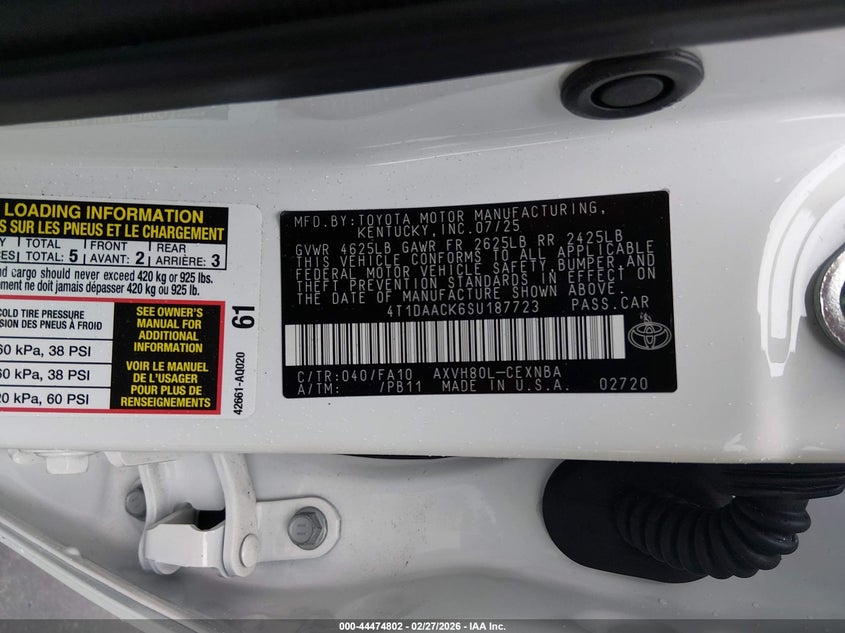 LOADING INFORMATION
SUR LES PNEUS ET LE CHARGEMENT
TOTAL 5 FRONT AVANT: 2 REAR ARRIÈRE: 3
TOTAL: 5
cargo should never exceed 420 kg or 925 lbs.
ne doit jamais dépasser 420 kg ou 925 lb.
COLD TIRE PRESSURE
DES PNEUS À FROID
kPa, 38 PSI
kPa, 38 PSI
kPa, 60 PSI
SEE OWNER'S
MANUAL FOR
ADDITIONAL
INFORMATION
VOIR LE MANUEL
DE L'USAGER
POUR PLUS DE
RENSEIGNEMENTS
61
42661-AQ020
MFD.BY:TOYOTA MOTOR MANUFACTURING,
KENTUCKY,INC.07/25
GVWR 4625LB GAWR FR 2625LB RR 2425LB
THIS VEHICLE CONFORMS TO ALL APPLICABLE
FEDERAL MOTOR VEHICLE SAFETY,BUMPER,AND
THEFT PREVENTION STANDARDS IN EFFECT ON
THE DATE OF MANUFACTURE SHOWN ABOVE.
4T1DAACK6SU187723 PASS.CAR
C/TR:040/FA10 AXVH80L-CEXNBA
A/TM: /PB11 MADE IN U.S.A. 02720
TOYOTA
000-44474802 - 02/27/2026 - IAA Inc.